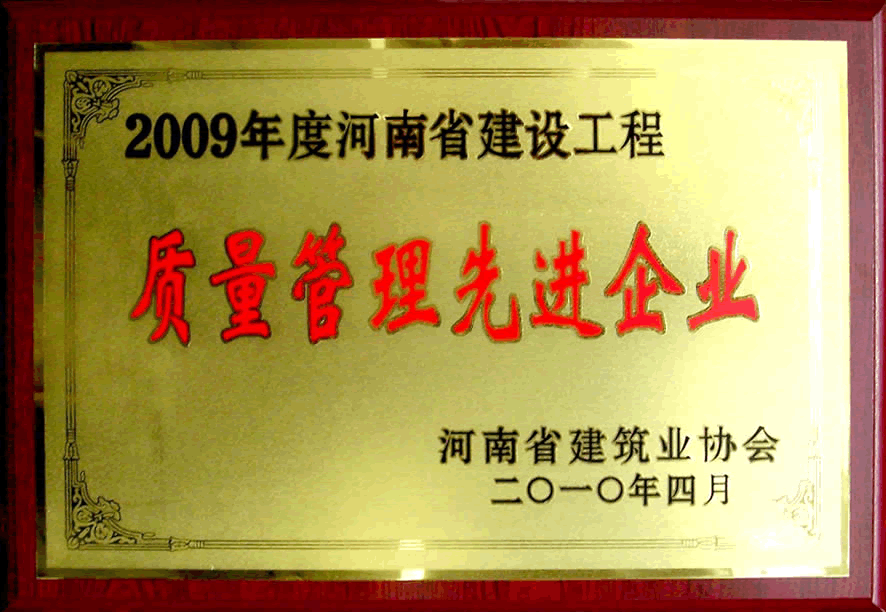 2009年度河南省建设工程
质量管理先进企业
河南省建筑业协会
二〇一〇年四月